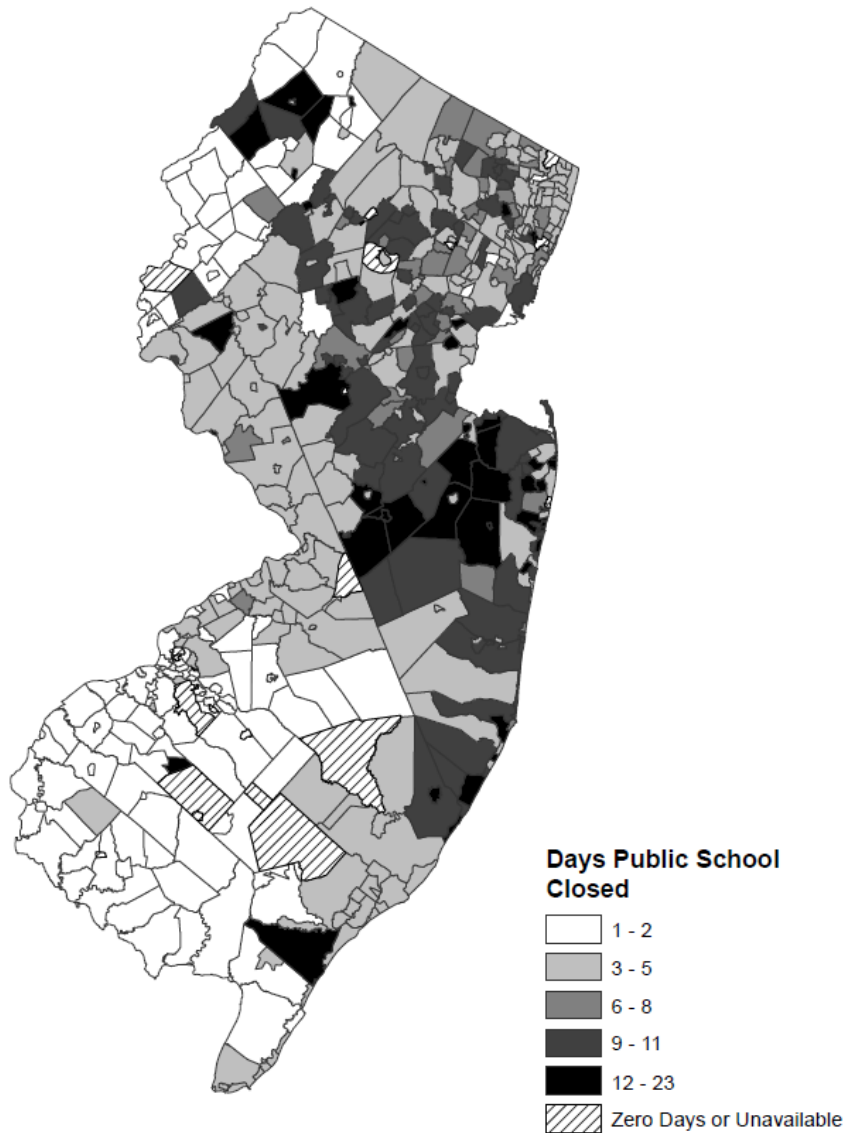 Days Public School
Closed
1 - 2
3 - 5
6 - 8
9 - 11
12 - 23
Zero Days or Unavailable